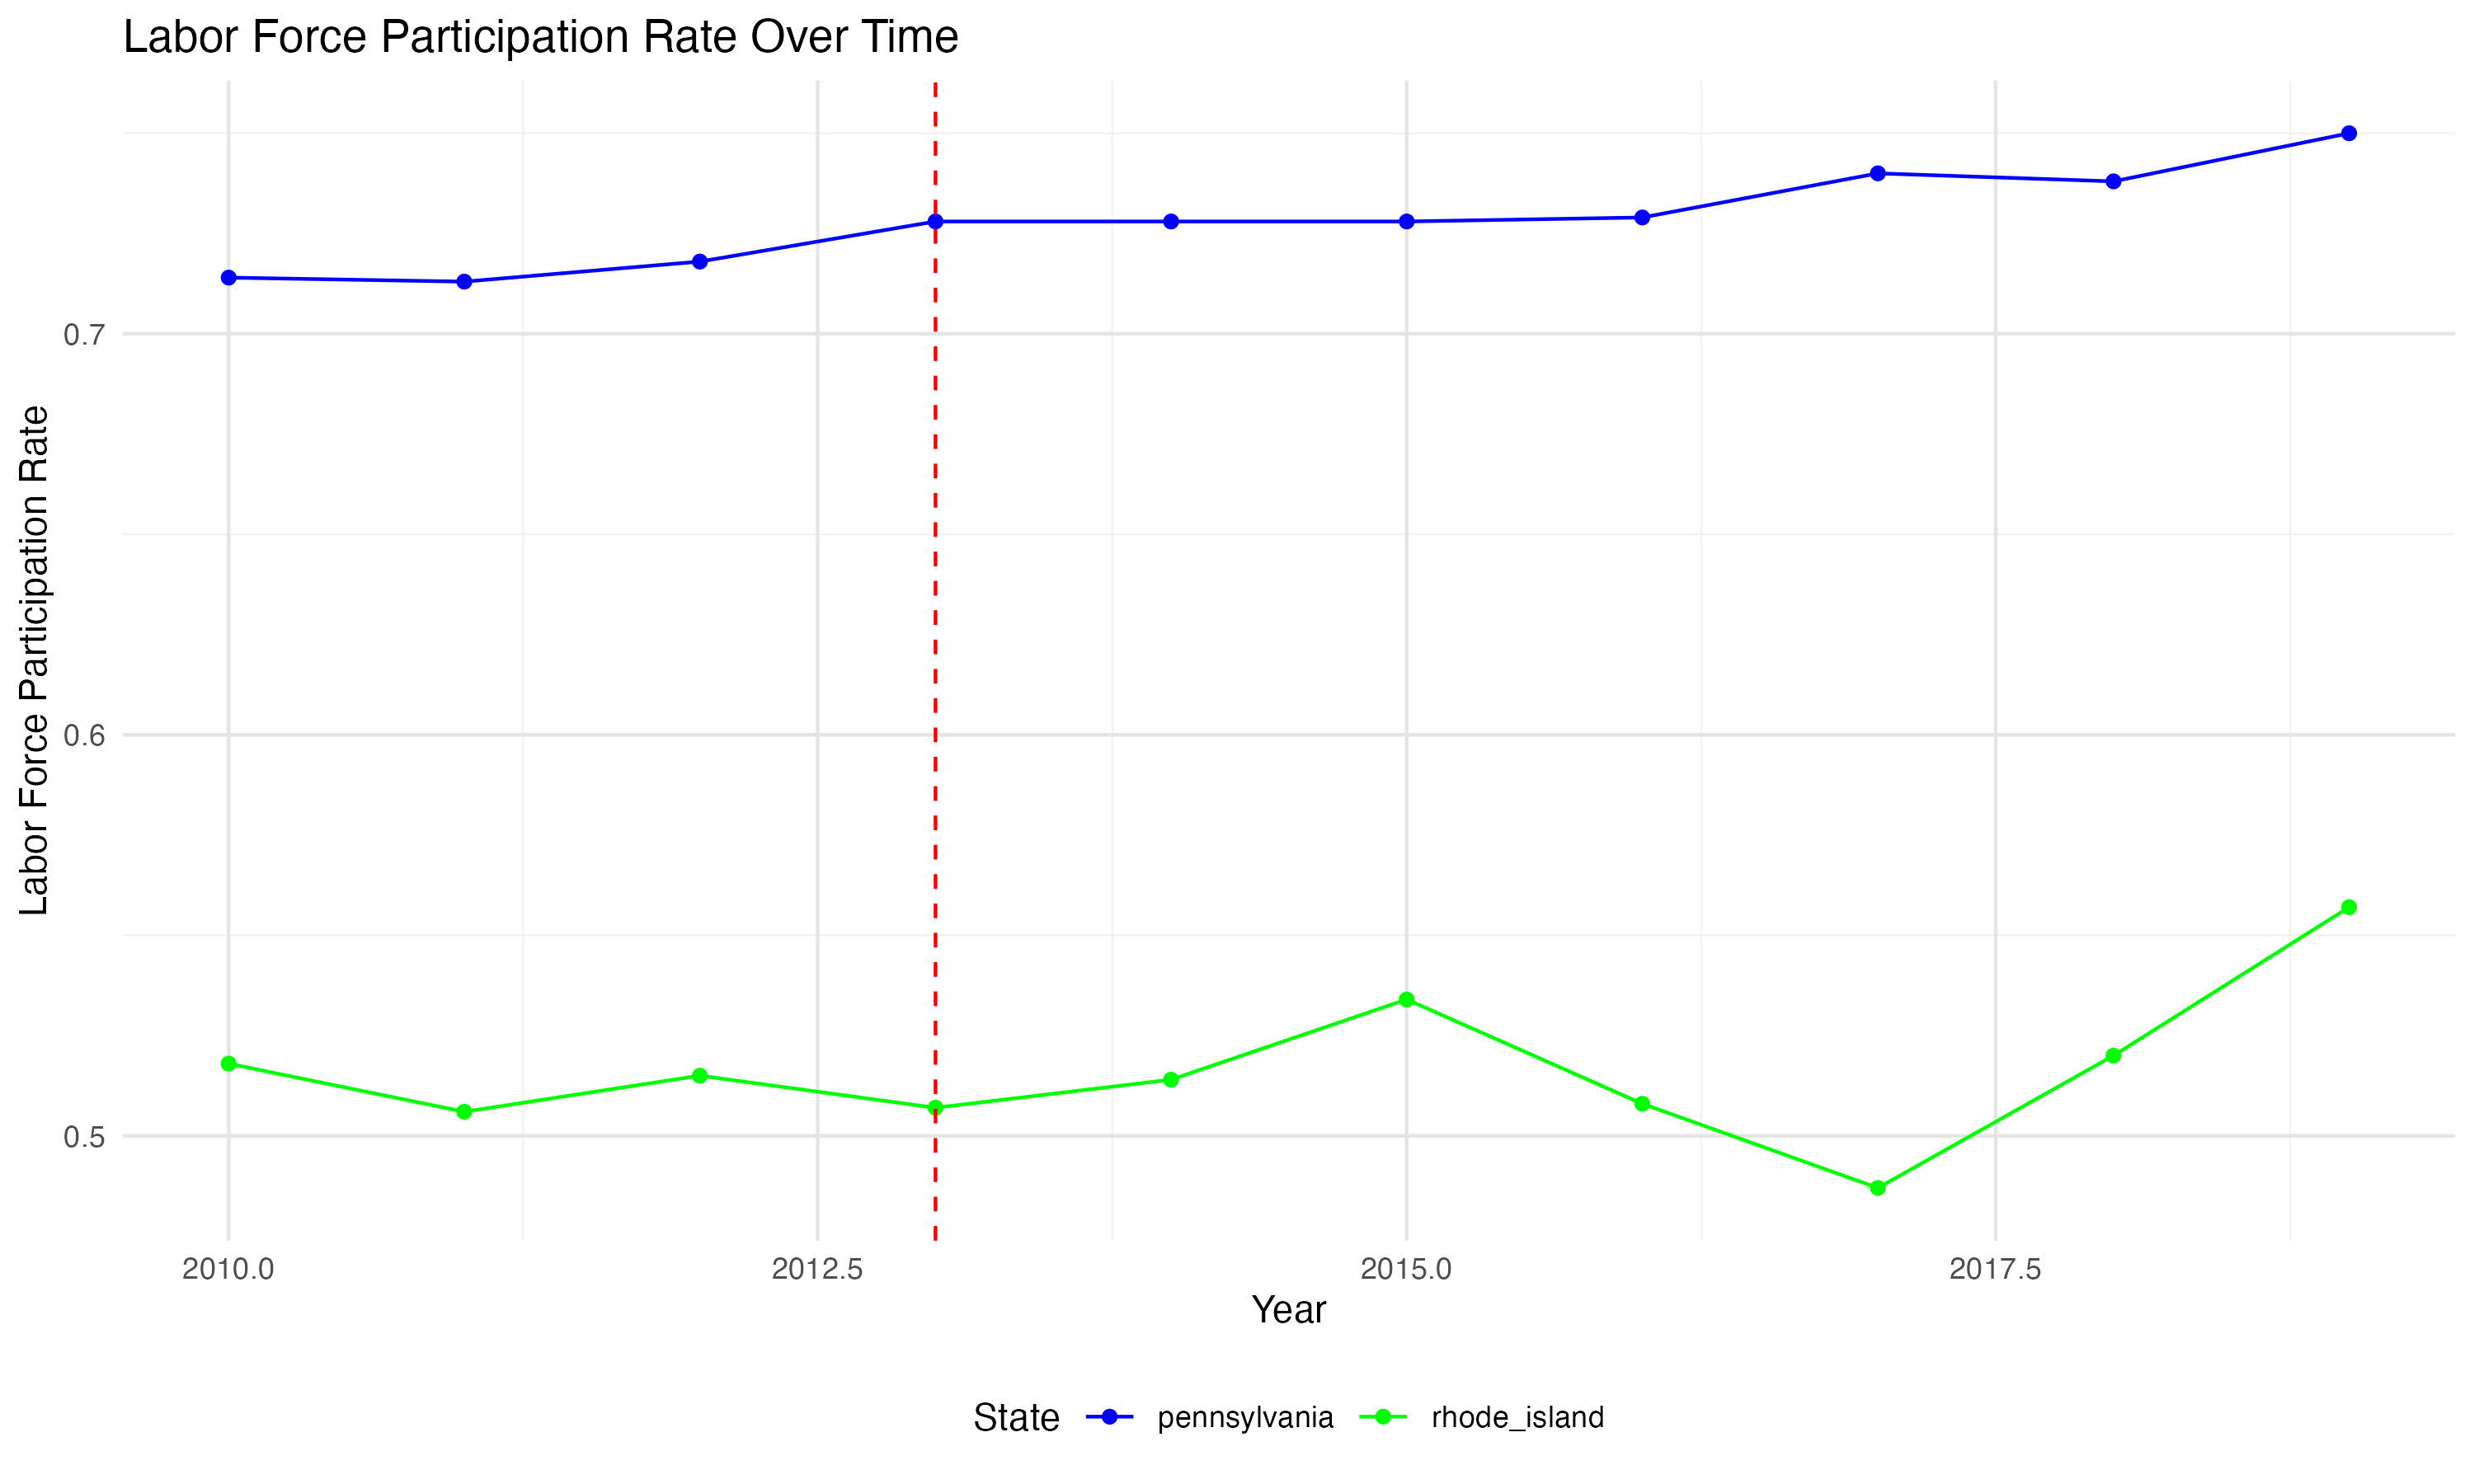 Labor Force Participation Rate Over Time
Labor Force Participation Rate
0.7
0.6
0.5
2010.0 2012.5 2015.0 2017.5
Year
State pennsylvania rhode_island